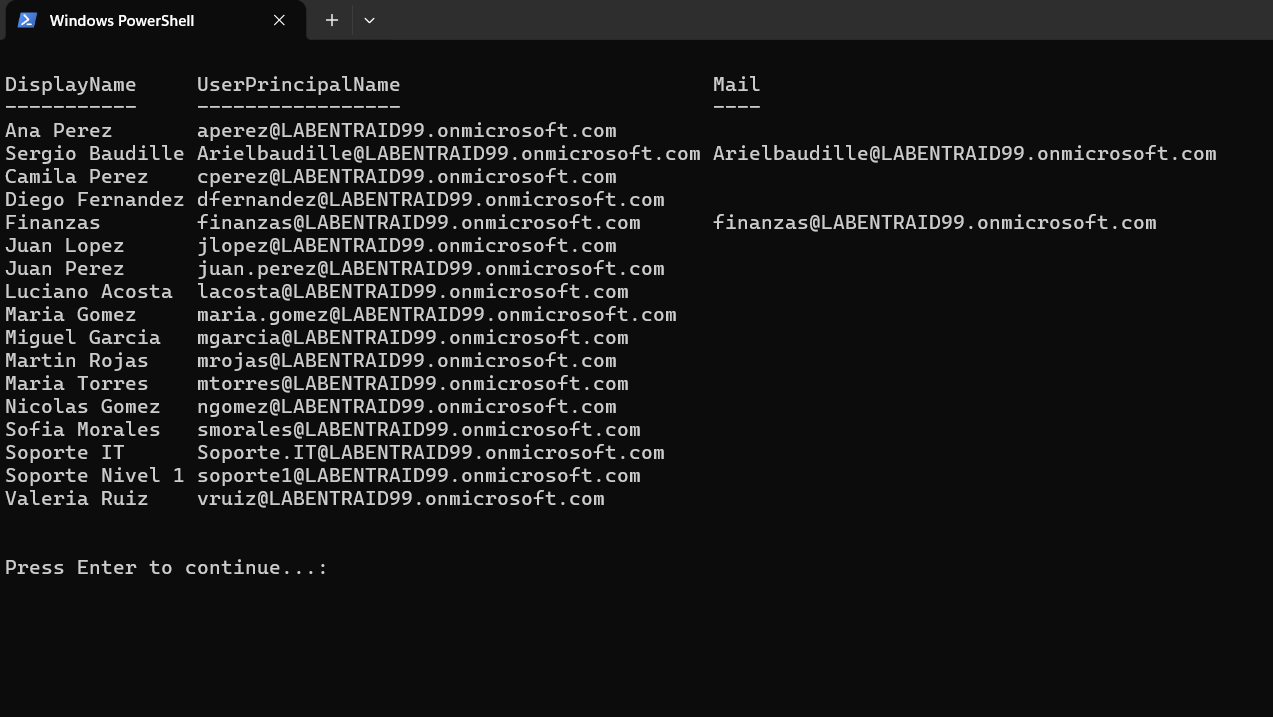 Windows PowerShell
DisplayName UserPrincipalName Mail
----------- ----------------- ----
Ana Perez aperez@LABENTRAID99.onmicrosoft.com
Sergio Baudille Arielbaudille@LABENTRAID99.onmicrosoft.com Arielbaudille@LABENTRAID99.onmicrosoft.com
Camila Perez cperez@LABENTRAID99.onmicrosoft.com
Diego Fernandez dfernandez@LABENTRAID99.onmicrosoft.com
Finanzas finanzas@LABENTRAID99.onmicrosoft.com finanzas@LABENTRAID99.onmicrosoft.com
Juan Lopez jlopez@LABENTRAID99.onmicrosoft.com
Juan Perez juan.perez@LABENTRAID99.onmicrosoft.com
Luciano Acosta lacosta@LABENTRAID99.onmicrosoft.com
Maria Gomez maria.gomez@LABENTRAID99.onmicrosoft.com
Miguel Garcia mgarcia@LABENTRAID99.onmicrosoft.com
Martin Rojas mrojas@LABENTRAID99.onmicrosoft.com
Maria Torres mtorres@LABENTRAID99.onmicrosoft.com
Nicolas Gomez ngomez@LABENTRAID99.onmicrosoft.com
Sofia Morales smorales@LABENTRAID99.onmicrosoft.com
Soporte IT Soporte.IT@LABENTRAID99.onmicrosoft.com
Soporte Nivel 1 soporte1@LABENTRAID99.onmicrosoft.com
Valeria Ruiz vruiz@LABENTRAID99.onmicrosoft.com
Press Enter to continue...: